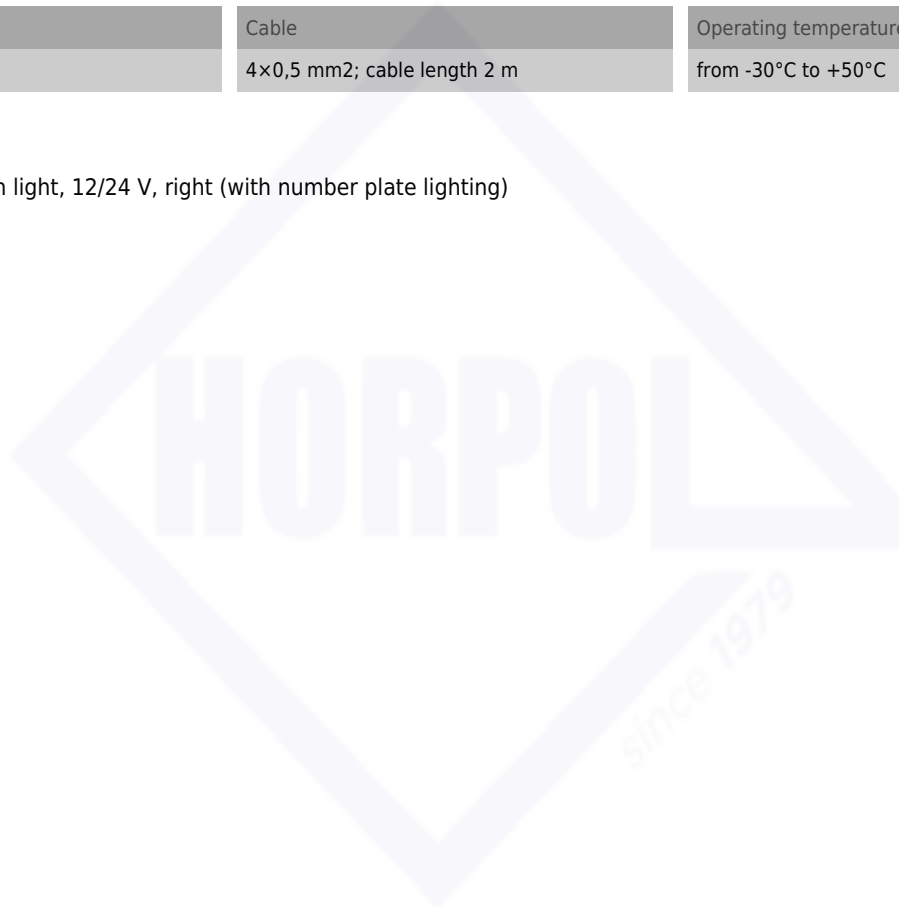 Cable
Operating temperature
4×0,5 mm2; cable length 2 m
from -30°C to +50°C
light, 12/24 V, right (with number plate lighting)
HORPOL
since 1979